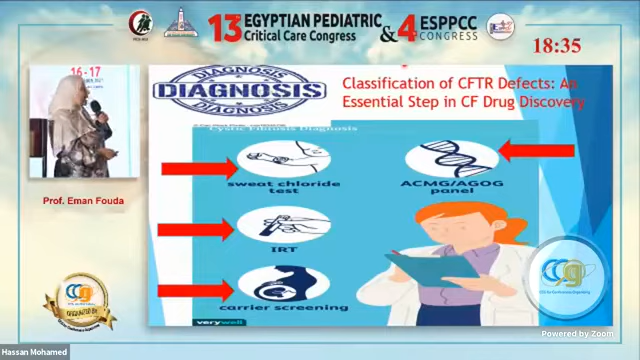 13 EGYPTIAN PEDIATRIC
Critical Care Congress
& 4 ESPPCC
CONGRESS
18:35
16-17
Prof. Eman Fouda
DIAGNOSIS
DIAGNOSIS
DIAGNOSIS
Classification of CFTR Defects: An
Essential Step in CF Drug Discovery
Cystic Fibrosis Diagnosis
sweat chloride
test
ACMG/AGOG
panel
IRT
carrier screening
verywell
Powered by Zoom
Hassan Mohamed